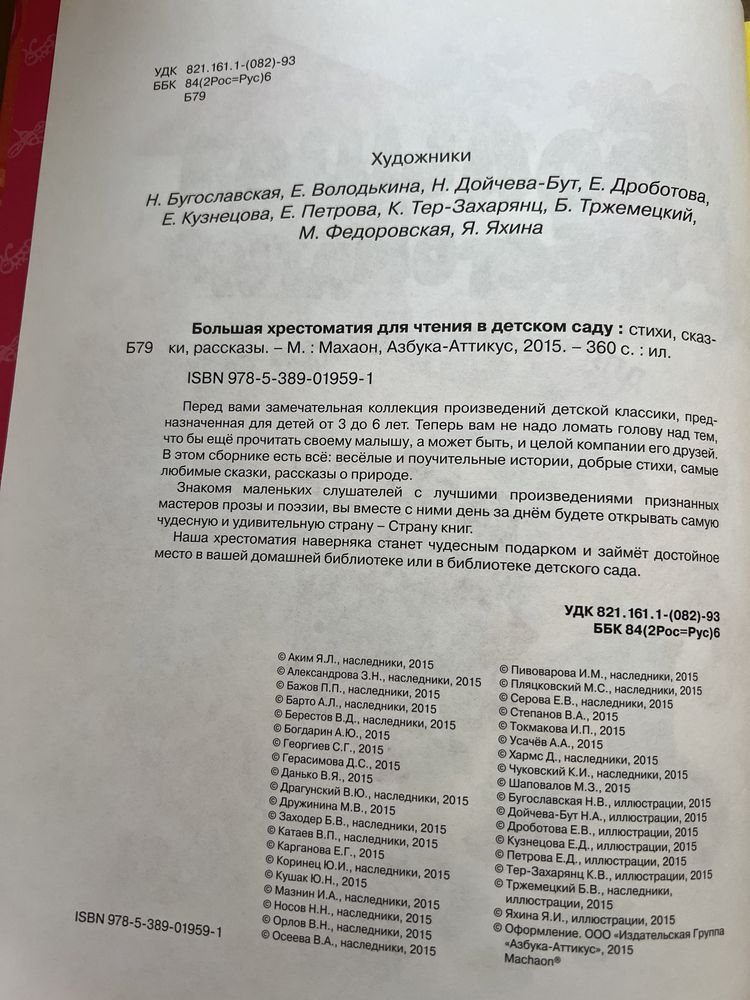 УДК 821.161.1-(082)-93
ББК 84(2Рос=Рус)6
Б79
Художники
Н. Бугославская, Е. Володькина, Н. Дойчева-Бут, Е. Дроботова,
Е. Кузнецова, Е. Петрова, К. Тер-Захарянц, Б. Тржемецкий,
М. Федоровская, Я. Яхина
Большая хрестоматия для чтения в детском саду : стихи, сказ-
Б79 ки, рассказы. – М. : Махаон, Азбука-Аттикус, 2015. – 360 с. : ил.
ISBN 978-5-389-01959-1
Перед вами замечательная коллекция произведений детской классики, пред-
назначенная для детей от 3 до 6 лет. Теперь вам не надо ломать голову над тем,
что бы ещё прочитать своему малышу, а может быть, и целой компании его друзей.
В этом сборнике есть всё: весёлые и поучительные истории, добрые стихи, самые
любимые сказки, рассказы о природе.
Знакомя маленьких слушателей с лучшими произведениями признанных
мастеров прозы и поэзии, вы вместе с ними день за днём будете открывать самую
чудесную и удивительную страну – Страну книг.
Наша хрестоматия наверняка станет чудесным подарком и займёт достойное
место в вашей домашней библиотеке или в библиотеке детского сада.
УДК 821.161.1-(082)-93
ББК 84(2Рос=Рус)6
© Аким Я.Л., наследники, 2015
© Александрова З.Н., наследники, 2015
© Бажов П.П., наследники, 2015
© Барто А.Л., наследники, 2015
© Берестов В.Д., наследники, 2015
© Богдарин А.Ю., 2015
© Георгиев С.Г., 2015
© Герасимова Д.С., 2015
© Данько В.Я., 2015
© Драгунский В.Ю., наследники, 2015
© Дружинина М.В., 2015
© Заходер Б.В., наследники, 2015
© Катаев В.П., наследники, 2015
© Карганова Е.Г., 2015
© Коринец Ю.И., наследники, 2015
© Кушак Ю.Н., 2015
© Мазнин И.А., наследники, 2015
© Носов Н.Н., наследники, 2015
© Орлов В.Н., наследники, 2015
© Осеева В.А., наследники, 2015
© Пивоварова И.М., наследники, 2015
© Пляцковский М.С., наследники, 2015
© Серова Е.В., наследники, 2015
© Степанов В.А., 2015
© Токмакова И.П., 2015
© Усачёв А.А., 2015
© Хармс Д., наследники, 2015
© Чуковский К.И., наследники, 2015
© Шаповалов М.З., 2015
© Бугославская Н.В., иллюстрации, 2015
© Дойчева-Бут Н.А., иллюстрации, 2015
© Дроботова Е.В., иллюстрации, 2015
© Кузнецова Е.Д., иллюстрации, 2015
© Петрова Е.Д., иллюстрации, 2015
© Тер-Захарянц К.В., иллюстрации, 2015
© Тржемецкий Б.В., наследники,
иллюстрации, 2015
© Яхина Я.И., иллюстрации, 2015
© Оформление. ООО «Издательская Группа
«Азбука-Аттикус», 2015
Machaon®
ISBN 978-5-389-01959-1